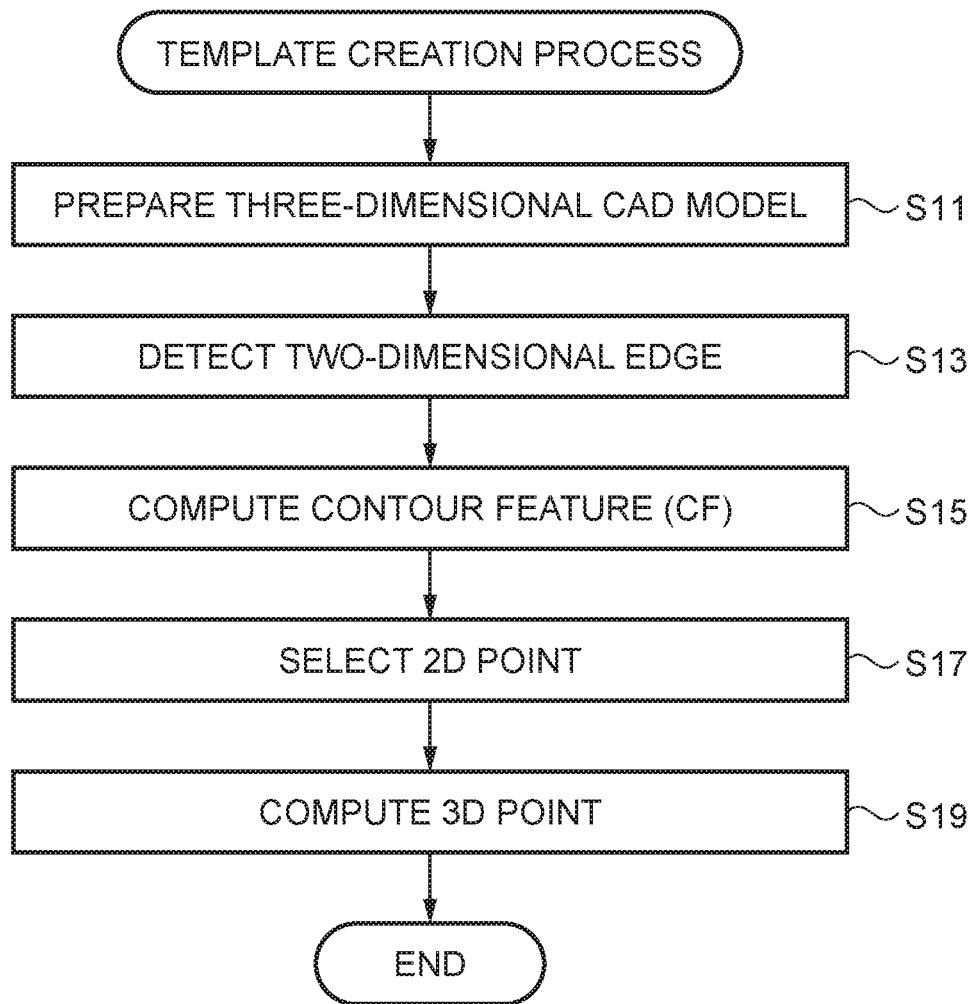 TEMPLATE CREATION PROCESS
PREPARE THREE-DIMENSIONAL CAD MODEL
S11
DETECT TWO-DIMENSIONAL EDGE
S13
COMPUTE CONTOUR FEATURE (CF)
S15
SELECT 2D POINT
S17
COMPUTE 3D POINT
S19
END